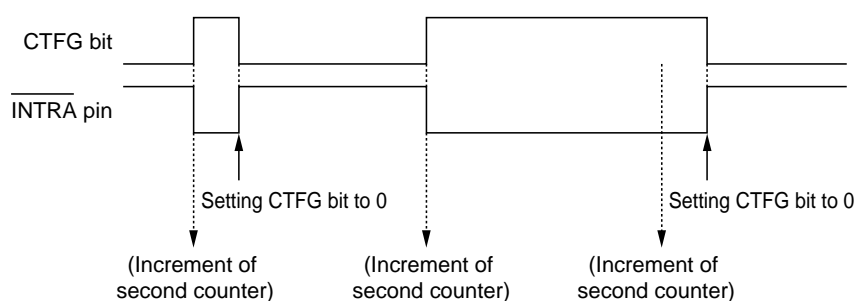 CTFG bit
INTRA pin
Setting CTFG bit to 0
Setting CTFG bit to 0
(Increment of
second counter)
(Increment of
second counter)
(Increment of
second counter)